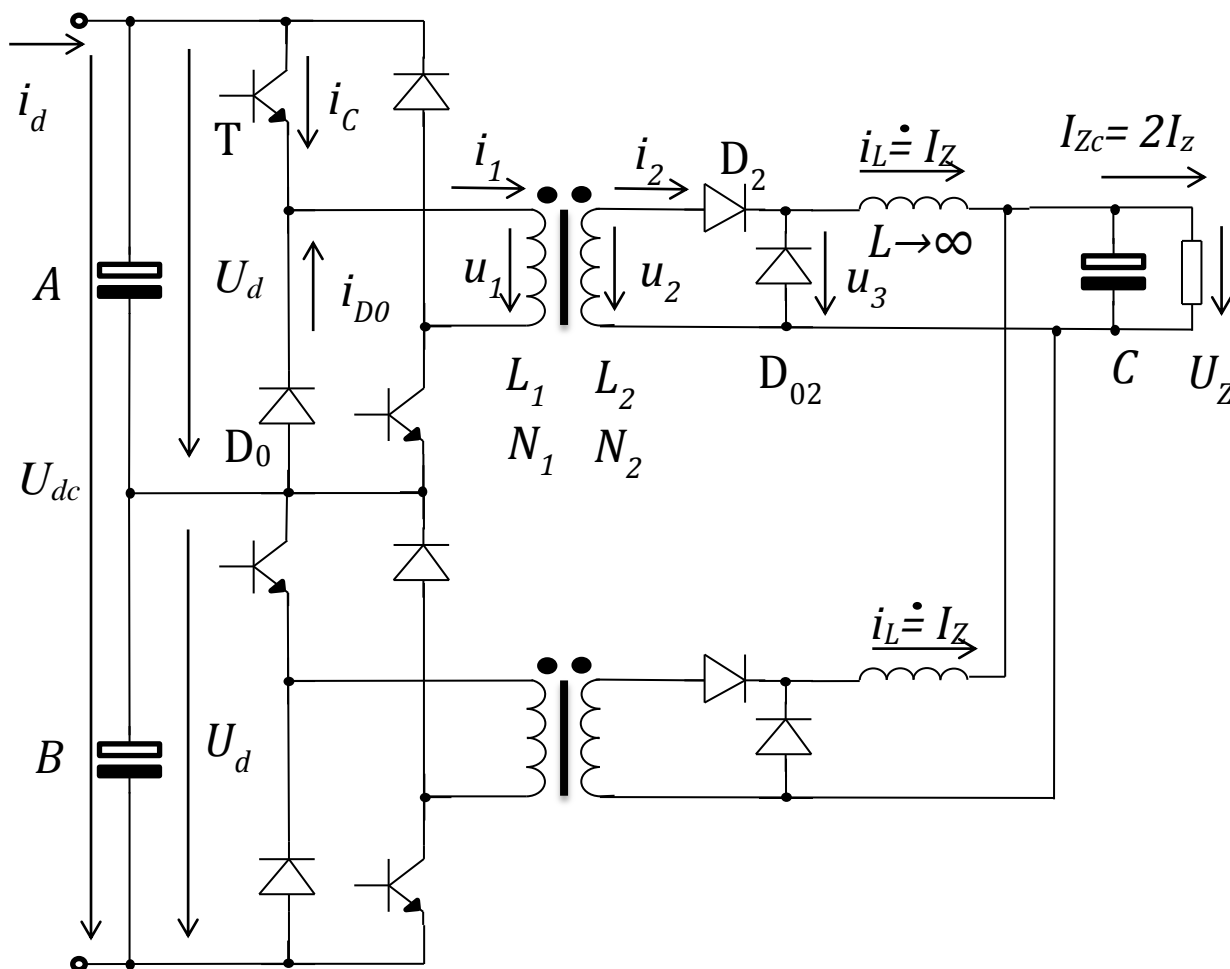 i_d
T
i_C
i_1
i_2
D_2
i_L ≐ I_Z
I_Zc = 2I_z
A
U_d
i_D0
u_1
u_2
L→∞
u_3
D_0
L_1
L_2
D_02
C
U_Z
N_1
N_2
U_dc
i_L ≐ I_Z
B
U_d